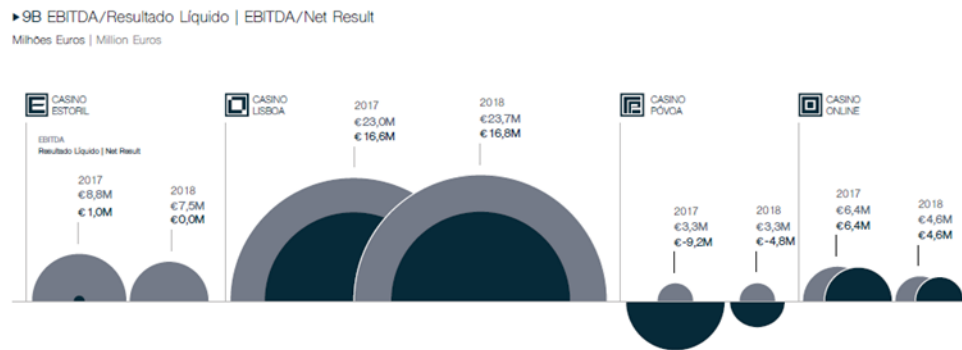 ▸9B EBITDA/Resultado Líquido | EBITDA/Net Result
Milhões Euros | Million Euros
CASINO
ESTORIL
EBITDA
Resultado Líquido | Net Result
2017
€8,8M
€1,0M
2018
€7,5M
€0,0M
CASINO
LISBOA
2017
€23,0M
€16,6M
2018
€23,7M
€16,8M
CASINO
PÓVOA
2017
€3,3M
€-9,2M
2018
€3,3M
€-4,8M
CASINO
ONLINE
2017
€6,4M
€6,4M
2018
€4,6M
€4,6M